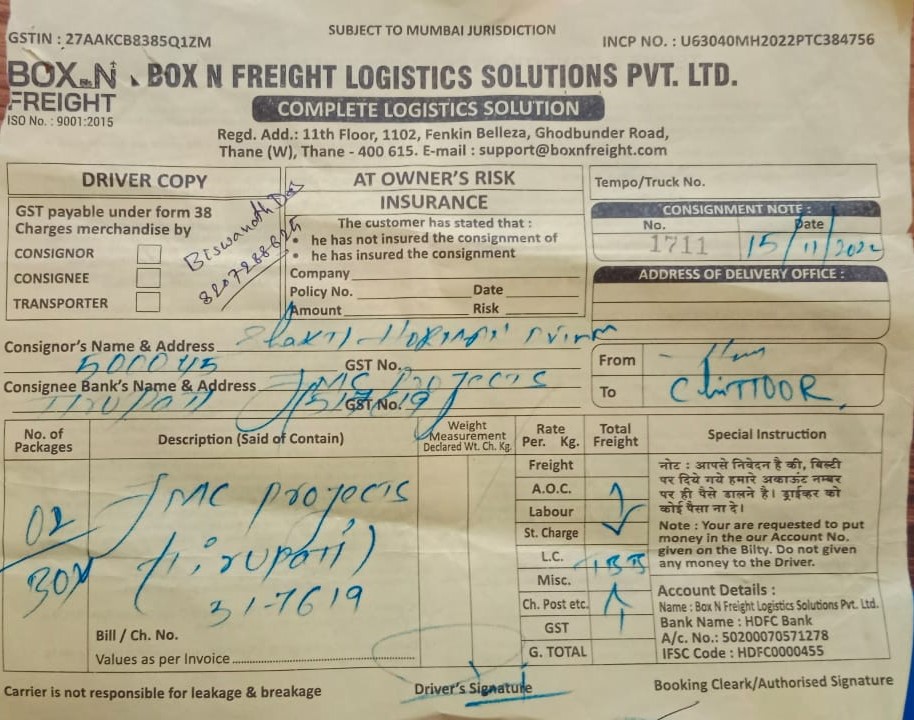 SUBJECT TO MUMBAI JURISDICTION
GSTIN : 27AAKCB8385Q1ZM
INCP NO. : U63040MH2022PTC384756
BOX N FREIGHT
ISO No. : 9001:2015
BOX N FREIGHT LOGISTICS SOLUTIONS PVT. LTD.
COMPLETE LOGISTICS SOLUTION
Regd. Add.: 11th Floor, 1102, Fenkin Belleza, Ghodbunder Road,
Thane (W), Thane - 400 615. E-mail : support@boxnfreight.com
DRIVER COPY
GST payable under form 38
Charges merchandise by
CONSIGNOR
CONSIGNEE
TRANSPORTER
Biswanath Das
8207288825
AT OWNER'S RISK
INSURANCE
The customer has stated that :
• he has not insured the consignment of
• he has insured the consignment
Company
Policy No. Date
Amount Risk
Tempo/Truck No.
CONSIGNMENT NOTE :
No. Date
1711 15/11/2022
ADDRESS OF DELIVERY OFFICE :
Consignor's Name & Address
500045 GST No.
Consignee Bank's Name & Address JMC Projects
Tirupati 317619 GST No.
From
To Chittoor
No. of Packages
Description (Said of Contain)
Weight Measurement
Declared Wt. Ch. Kg.
Rate Per. Kg.
Total Freight
Special Instruction
02
Box
JMC projects
(Tirupati)
317619
Bill / Ch. No.
Values as per Invoice
Freight
A.O.C.
Labour
St. Charge
L.C. TBB
Misc.
Ch. Post etc.
GST
G. TOTAL
नोट : आपसे निवेदन है की, बिल्टी
पर दिये गये हमारे अकाऊंट नम्बर
पर ही पैसे डालने है। ड्राईव्हर को
कोई पैसा ना दे।
Note : Your are requested to put
money in the our Account No.
given on the Bilty. Do not given
any money to the Driver.
Account Details :
Name : Box N Freight Logistics Solutions Pvt. Ltd.
Bank Name : HDFC Bank
A/c. No.: 50200070571278
IFSC Code : HDFC0000455
Carrier is not responsible for leakage & breakage
Driver's Signature
Booking Cleark/Authorised Signature